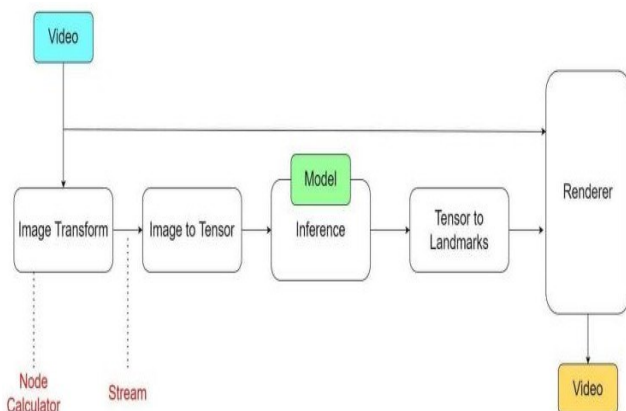 Video
Model
Image Transform
Image to Tensor
Inference
Tensor to
Landmarks
Renderer
Node
Calculator
Stream
Video